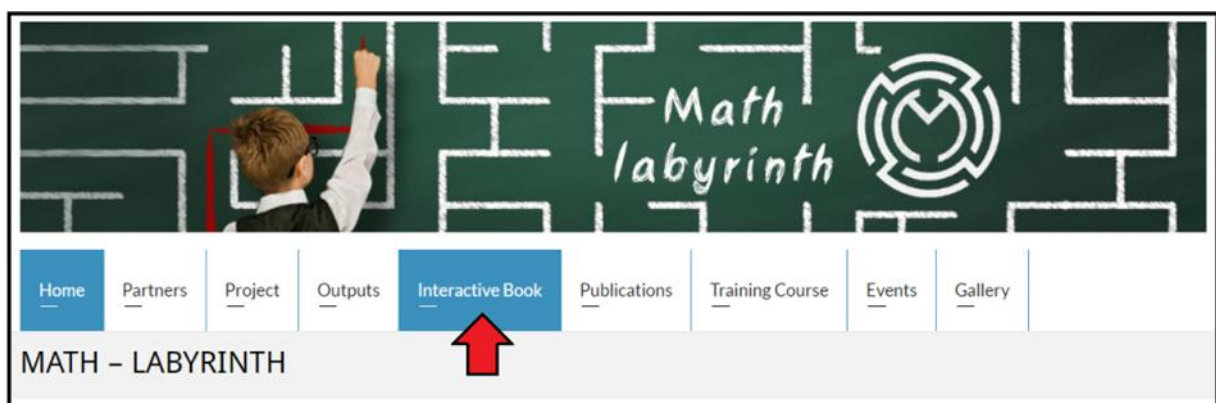 Math
labyrinth
Home Partners Project Outputs Interactive Book Publications Training Course Events Gallery
MATH – LABYRINTH